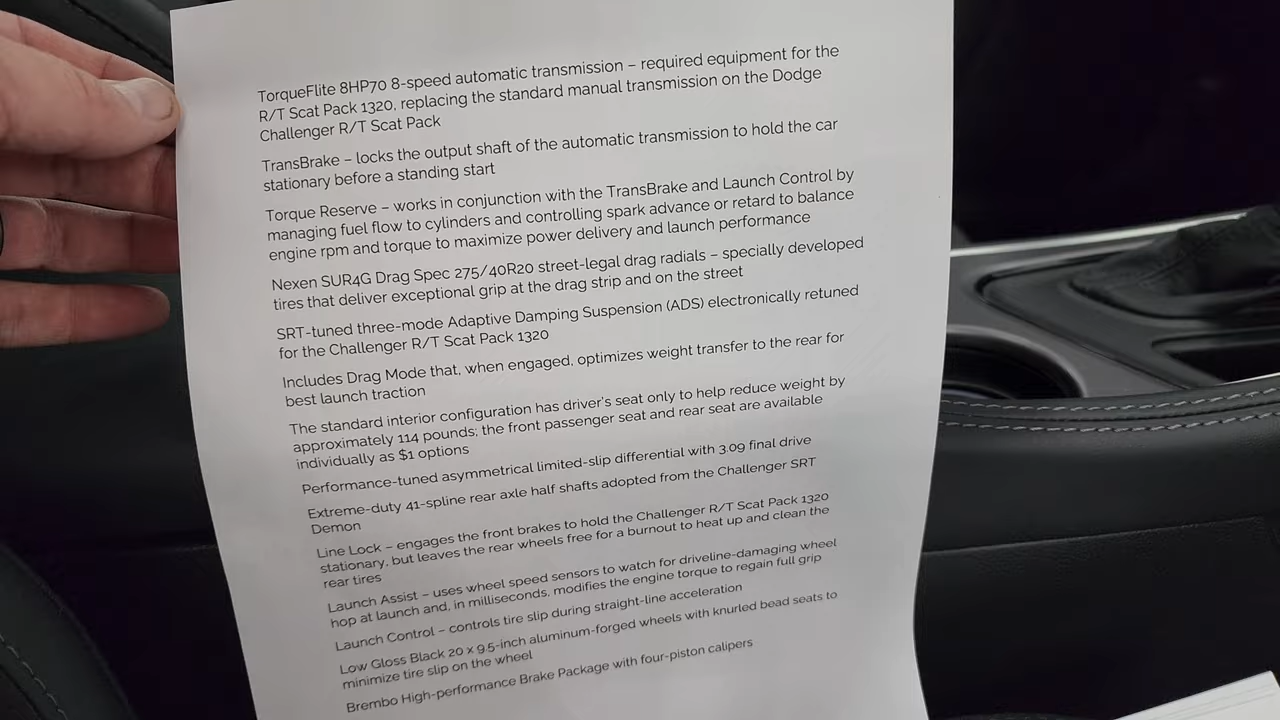 TorqueFlite 8HP70 8-speed automatic transmission – required equipment for the
R/T Scat Pack 1320, replacing the standard manual transmission on the Dodge
Challenger R/T Scat Pack
TransBrake – locks the output shaft of the automatic transmission to hold the car
stationary before a standing start
Torque Reserve – works in conjunction with the TransBrake and Launch Control by
managing fuel flow to cylinders and controlling spark advance or retard to balance
engine rpm and torque to maximize power delivery and launch performance
Nexen SUR4G Drag Spec 275/40R20 street-legal drag radials – specially developed
tires that deliver exceptional grip at the drag strip and on the street
SRT-tuned three-mode Adaptive Damping Suspension (ADS) electronically retuned
for the Challenger R/T Scat Pack 1320
Includes Drag Mode that, when engaged, optimizes weight transfer to the rear for
best launch traction
The standard interior configuration has driver's seat only to help reduce weight by
approximately 114 pounds; the front passenger seat and rear seat are available
individually as $1 options
Performance-tuned asymmetrical limited-slip differential with 3.09 final drive
Extreme-duty 41-spline rear axle half shafts adopted from the Challenger SRT
Demon
Line Lock – engages the front brakes to hold the Challenger R/T Scat Pack 1320
stationary, but leaves the rear wheels free for a burnout to heat up and clean the
rear tires
Launch Assist – uses wheel speed sensors to watch for driveline-damaging wheel
hop at launch and, in milliseconds, modifies the engine torque to regain full grip
Launch Control – controls tire slip during straight-line acceleration
Low Gloss Black 20 x 9.5-inch aluminum-forged wheels with knurled bead seats to
minimize tire slip on the wheel
Brembo High-performance Brake Package with four-piston calipers